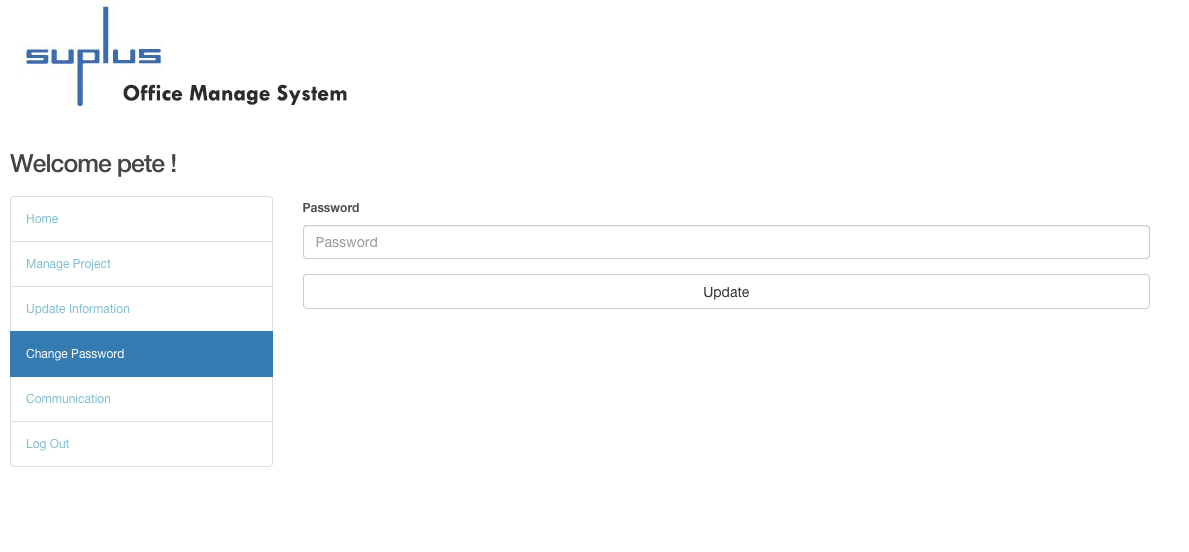 suplus
Office Manage System
Welcome pete !
Home
Manage Project
Update Information
Change Password
Communication
Log Out
Password
Password
Update